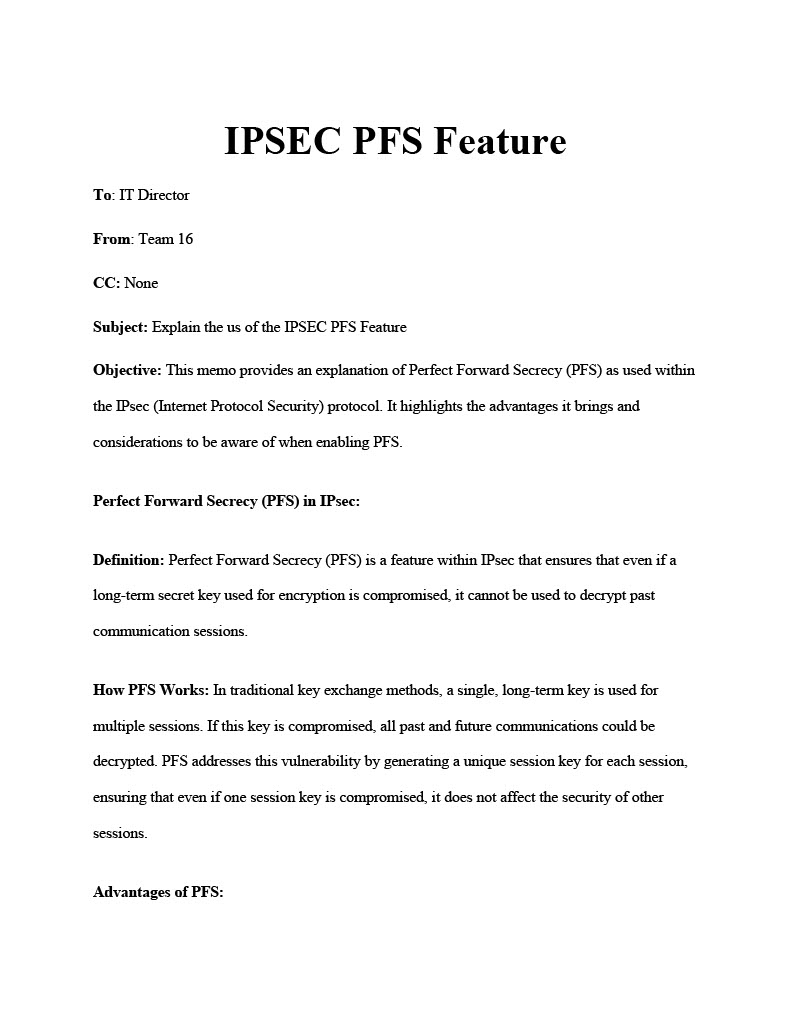 IPSEC PFS Feature
To: IT Director
From: Team 16
CC: None
Subject: Explain the us of the IPSEC PFS Feature
Objective: This memo provides an explanation of Perfect Forward Secrecy (PFS) as used within
the IPsec (Internet Protocol Security) protocol. It highlights the advantages it brings and
considerations to be aware of when enabling PFS.
Perfect Forward Secrecy (PFS) in IPsec:
Definition: Perfect Forward Secrecy (PFS) is a feature within IPsec that ensures that even if a
long-term secret key used for encryption is compromised, it cannot be used to decrypt past
communication sessions.
How PFS Works: In traditional key exchange methods, a single, long-term key is used for
multiple sessions. If this key is compromised, all past and future communications could be
decrypted. PFS addresses this vulnerability by generating a unique session key for each session,
ensuring that even if one session key is compromised, it does not affect the security of other
sessions.
Advantages of PFS: